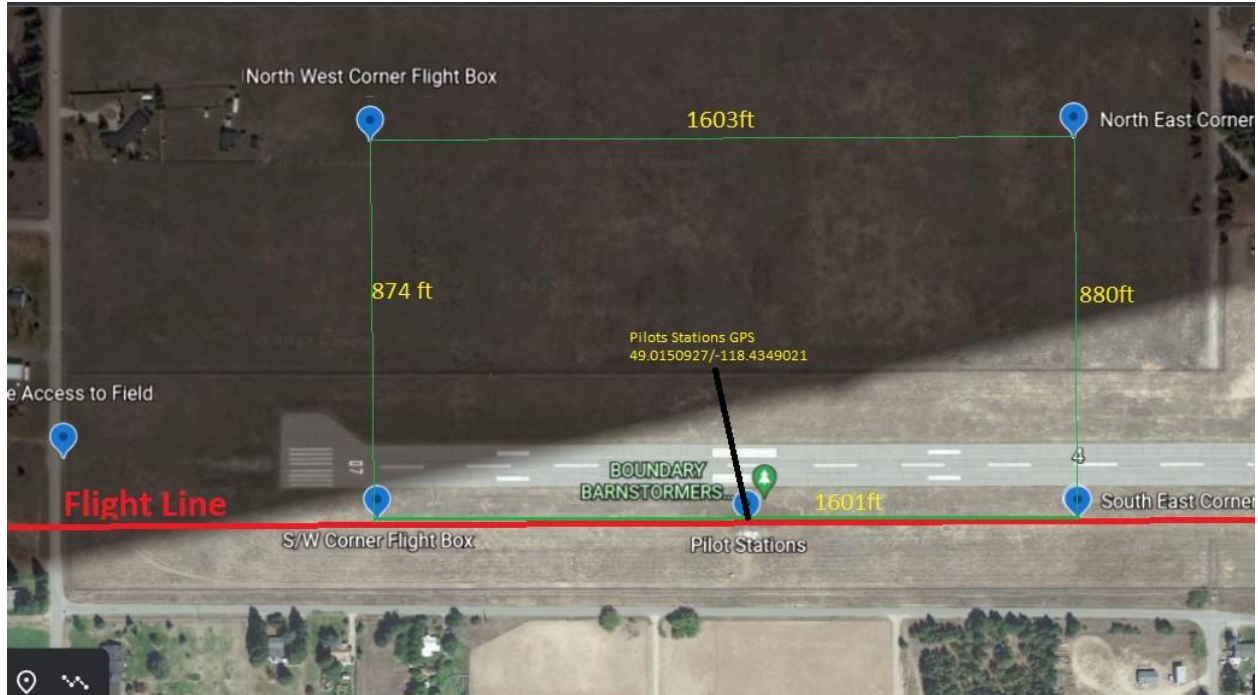 North West Corner Flight Box
1603ft
North East Corner
874 ft
880ft
Pilots Stations GPS
49.0150927/-118.4349021
e Access to Field
07
4
BOUNDARY
BARNSTORMERS...
Flight Line
1601ft
South East Corner
S/W Corner Flight Box
Pilot Stations